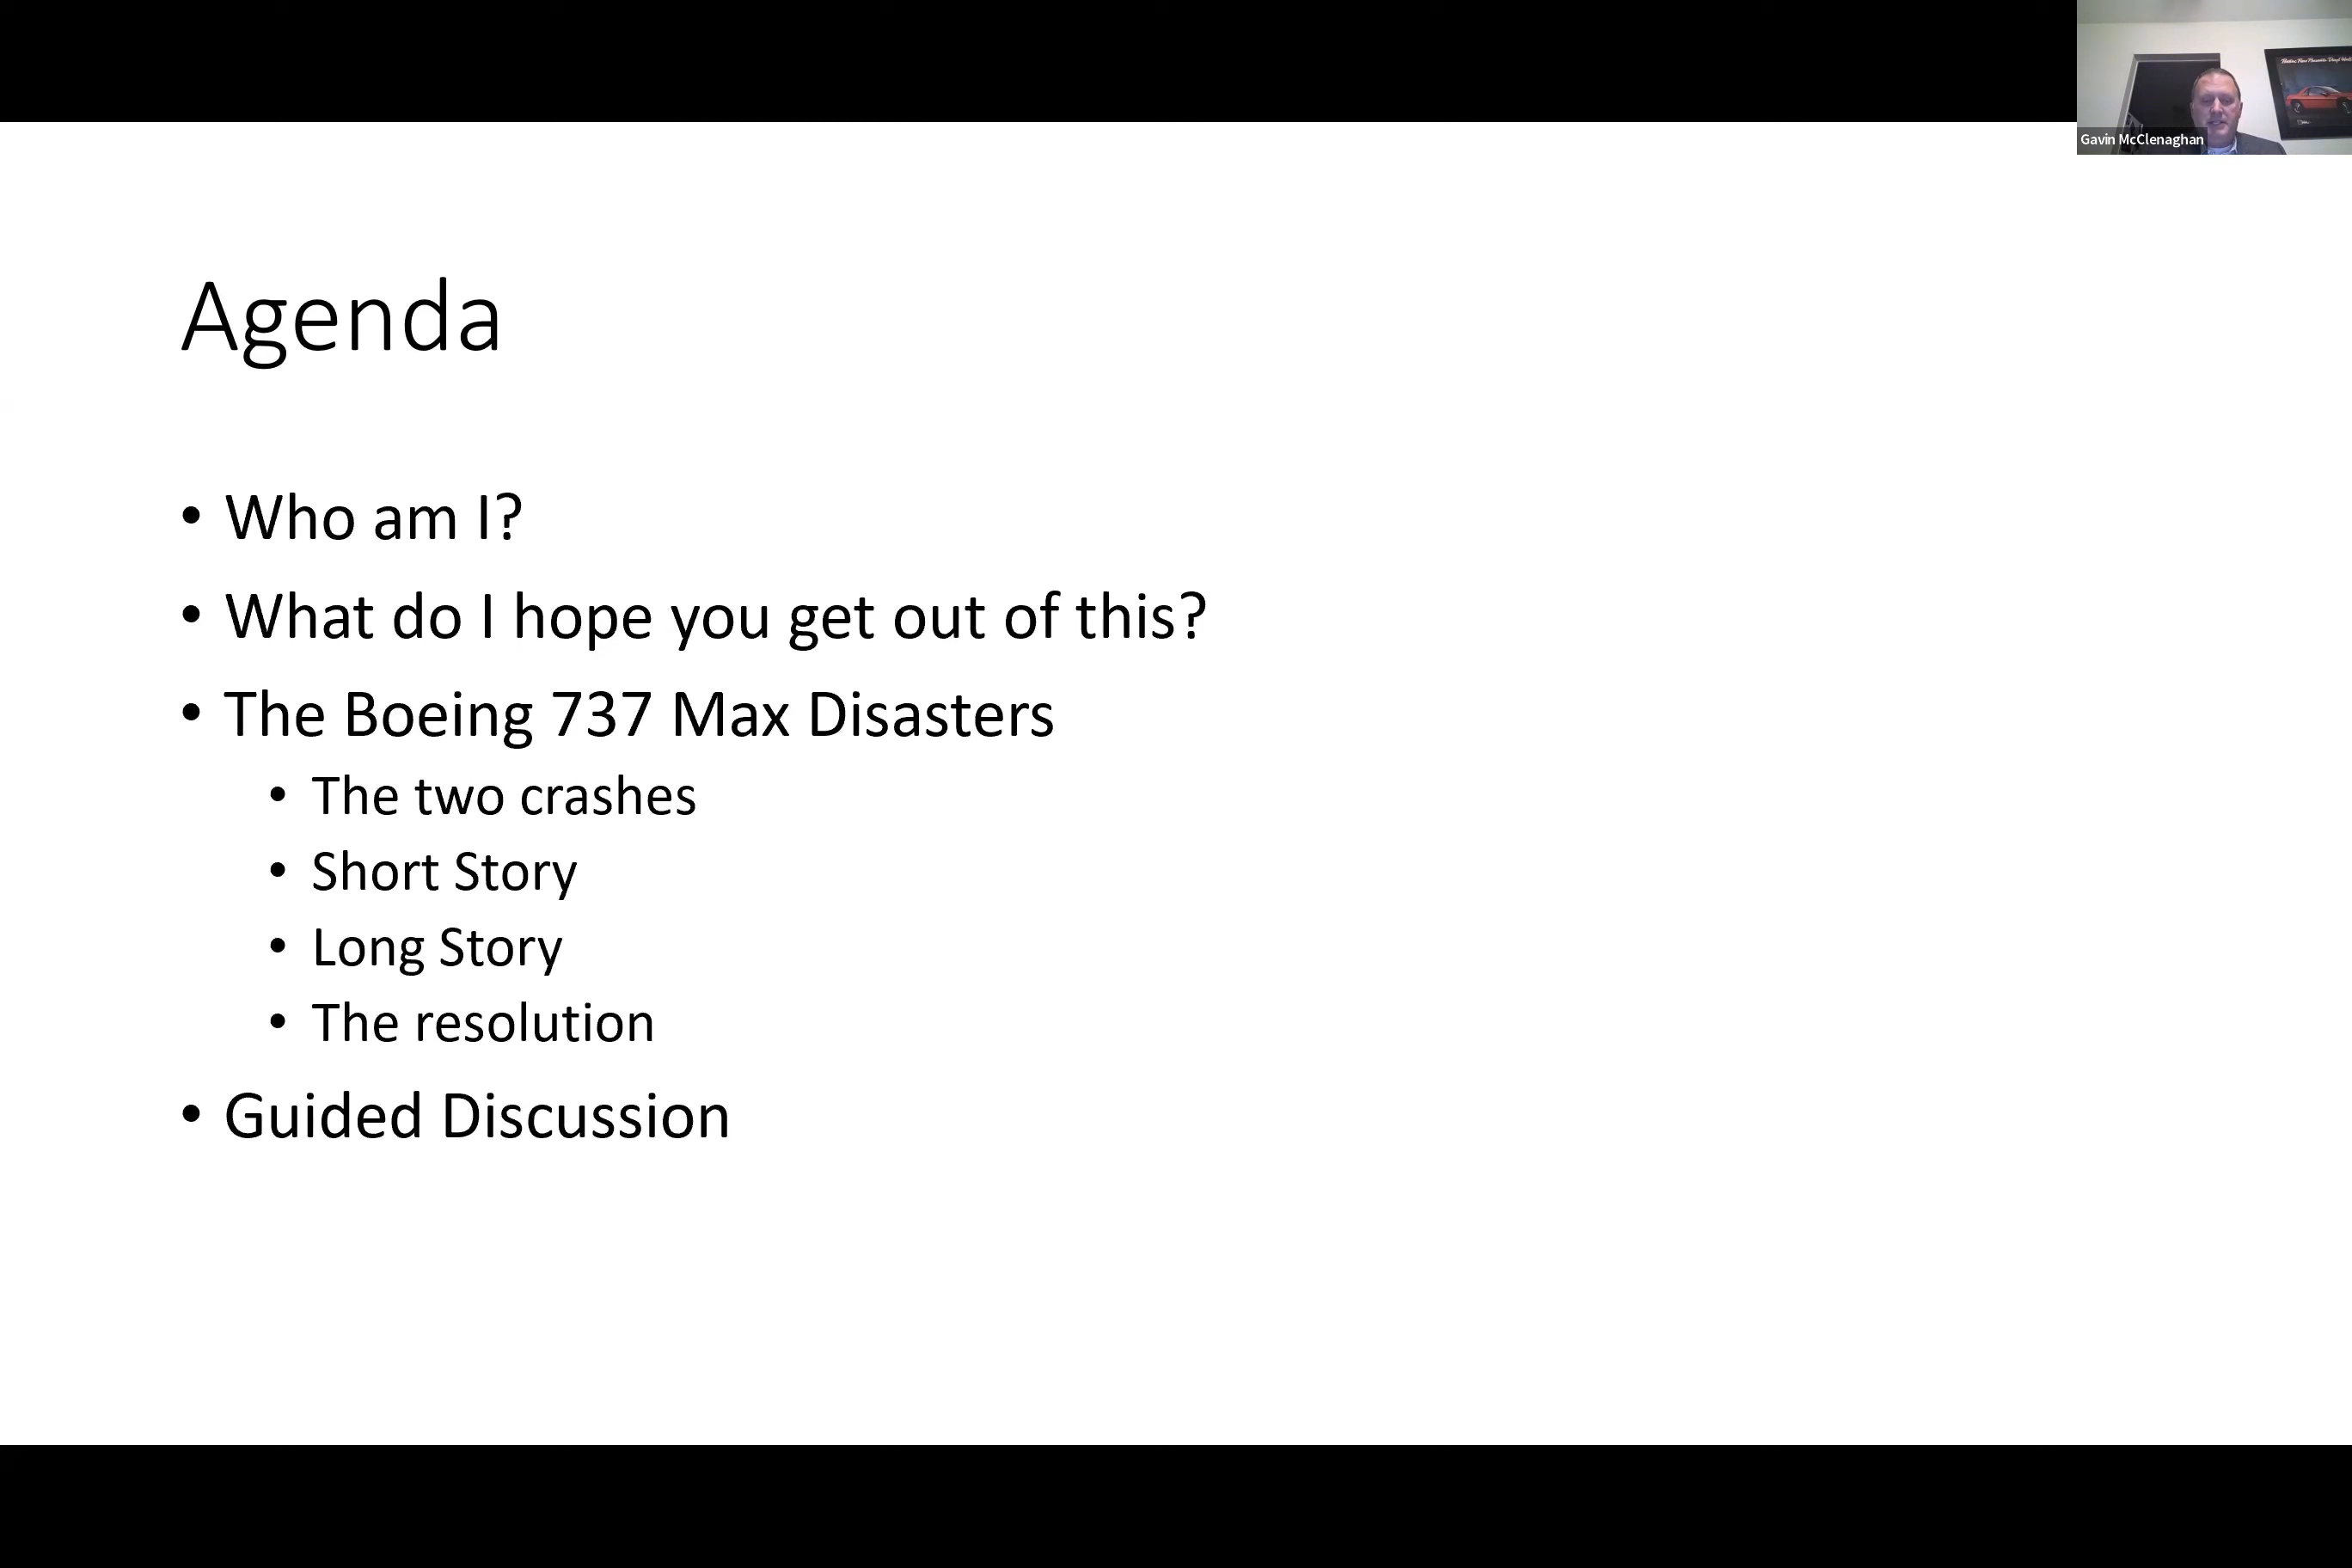 Gavin McClenaghan
Agenda
• Who am I?
• What do I hope you get out of this?
• The Boeing 737 Max Disasters
• The two crashes
• Short Story
• Long Story
• The resolution
• Guided Discussion